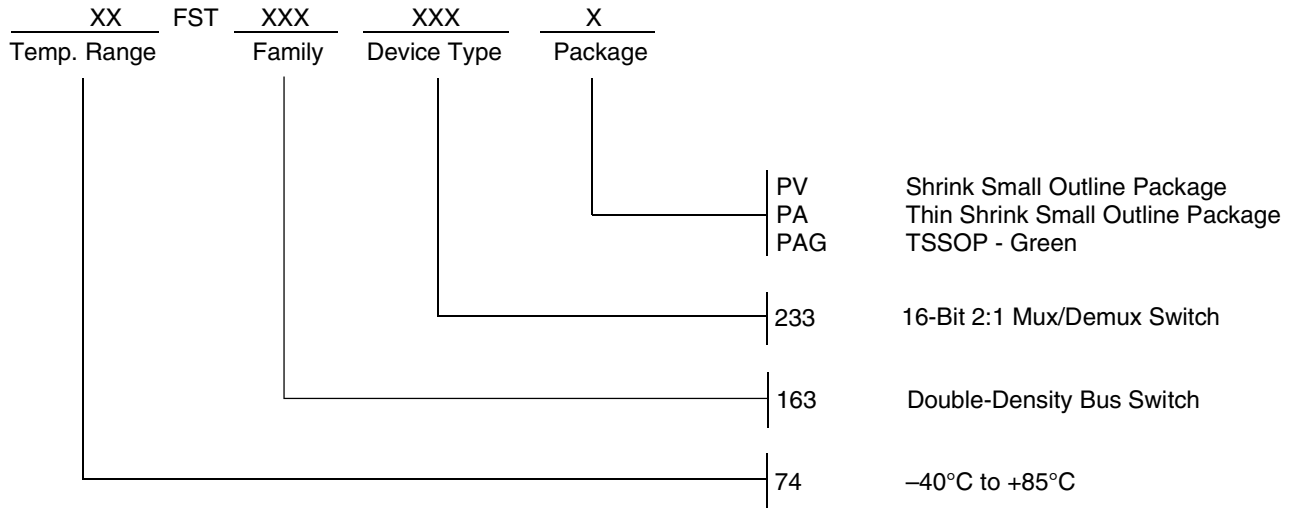 XX FST XXX XXX X
Temp. Range Family Device Type Package
PV Shrink Small Outline Package
PA Thin Shrink Small Outline Package
PAG TSSOP - Green
233 16-Bit 2:1 Mux/Demux Switch
163 Double-Density Bus Switch
74 –40°C to +85°C